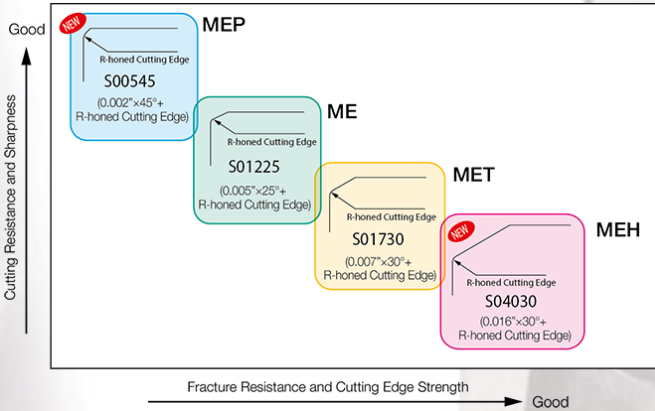 Good
Cutting Resistance and Sharpness
NEW
MEP
R-honed Cutting Edge
S00545
(0.002"×45°+
R-honed Cutting Edge)
ME
R-honed Cutting Edge
S01225
(0.005"×25°+
R-honed Cutting Edge)
MET
R-honed Cutting Edge
S01730
(0.007"×30°+
R-honed Cutting Edge)
NEW
MEH
R-honed Cutting Edge
S04030
(0.016"×30°+
R-honed Cutting Edge)
Fracture Resistance and Cutting Edge Strength
Good